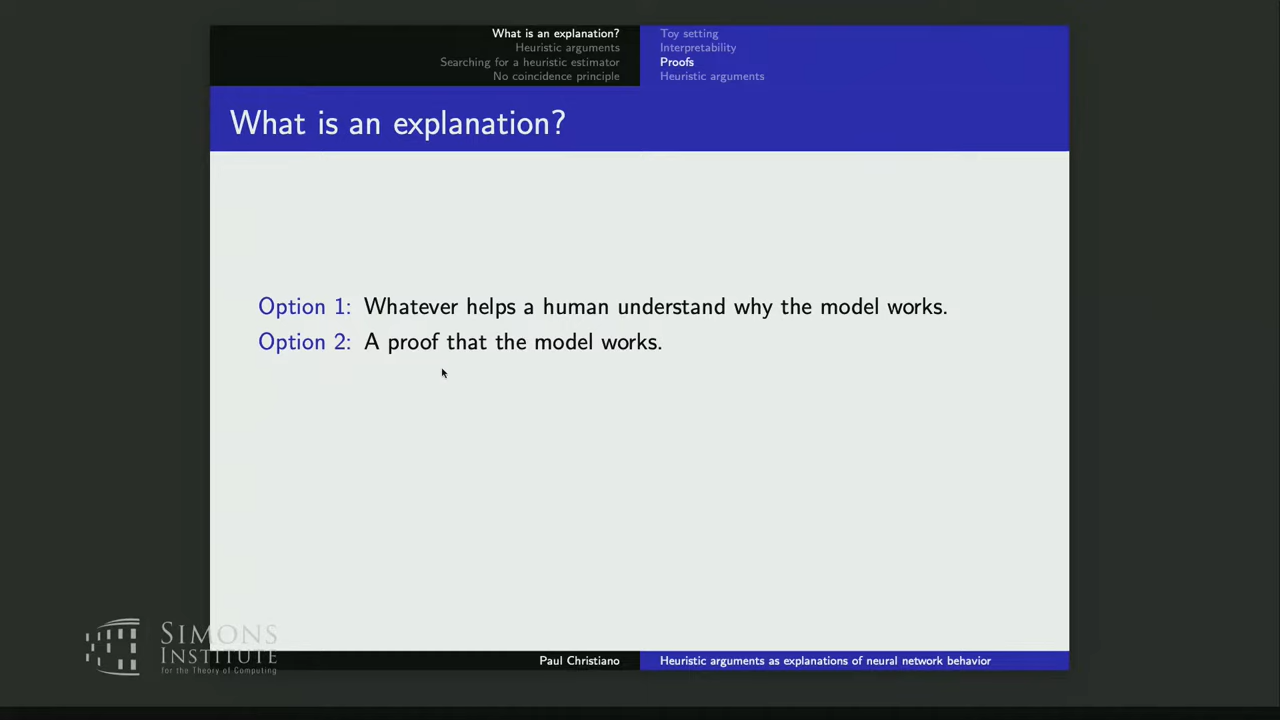 What is an explanation?
Heuristic arguments
Searching for a heuristic estimator
No coincidence principle
Toy setting
Interpretability
Proofs
Heuristic arguments
What is an explanation?
Option 1: Whatever helps a human understand why the model works.
Option 2: A proof that the model works.
SIMONS
INSTITUTE
for the Theory of Computing
Paul Christiano
Heuristic arguments as explanations of neural network behavior